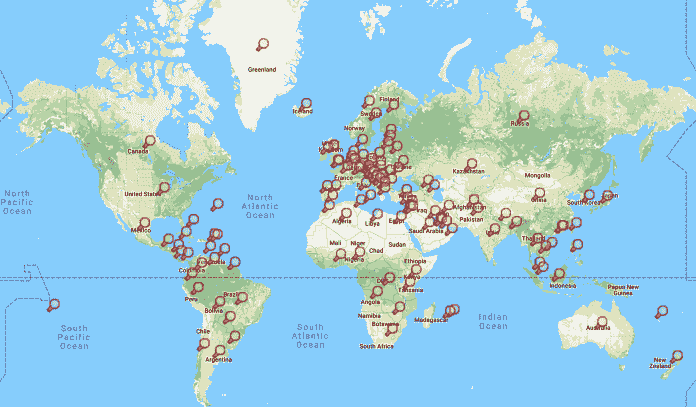 Greenland
Iceland
Finland
Sweden
Norway
Russia
Canada
North
Pacific
Ocean
United States
North
Atlantic
Ocean
France
Kazakhstan
Mongolia
China
South Korea
Japan
Afghanistan
Pakistan
Iraq
Algeria
Libya
Egypt
Saudi Arabia
Mexico
Mali
Niger
Chad
Sudan
Nigeria
Ethiopia
Kenya
Thailand
Venezuela
Colombia
Indonesia
Papua New
Guinea
Peru
Brazil
Bolivia
Angola
Tanzania
Namibia
Botswana
Madagascar
South
Pacific
Ocean
South
Atlantic
Ocean
Indian
Ocean
Chile
Argentina
South Africa
Australia
New
Zealand